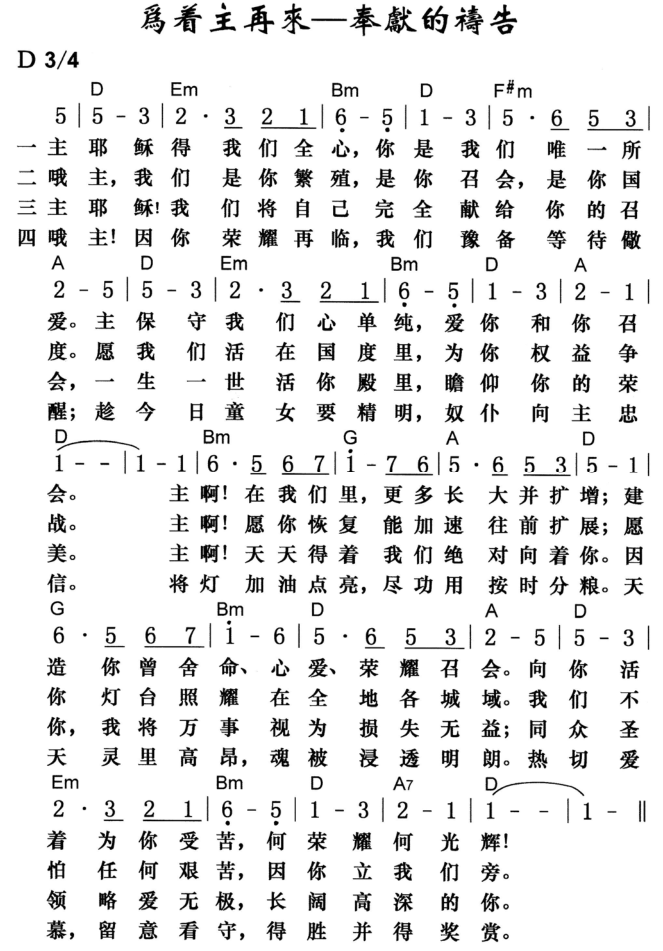 為着主再來—奉獻的禱告
D 3/4
D Em Bm D F#m
5 | 5 - 3 | 2 · 3 2 1 | 6 - 5 | 1 - 3 | 5 · 6 5 3 |
一 主 耶 稣 得 我 们 全 心，你 是 我 们 唯 一 所
二 哦 主，我 们 是 你 繁 殖，是 你 召 会，是 你 国
三 主 耶 稣！我 们 将 自 己 完 全 献 给 你 的 召
四 哦 主！因 你 荣 耀 再 临，我 们 豫 备 等 待 儆
A D Em Bm D A
2 - 5 | 5 - 3 | 2 · 3 2 1 | 6 - 5 | 1 - 3 | 2 - 1 |
爱。主 保 守 我 们 心 单 纯，爱 你 和 你 召
度。愿 我 们 活 在 国 度 里，为 你 权 益 争
会，一 生 一 世 活 你 殿 里，瞻 仰 你 的 荣
醒；趁 今 日 童 女 要 精 明，奴 仆 向 主 忠
D Bm G A D
1 - - | 1 - 1 | 6 · 5 6 7 | 1 - 7 6 | 5 · 6 5 3 | 5 - 1 |
会。 主 啊！在 我 们 里，更 多 长 大 并 扩 增；建
战。 主 啊！愿 你 恢 复 能 加 速 往 前 扩 展；愿
美。 主 啊！天 天 得 着 我 们 绝 对 向 着 你。因
信。 将 灯 加 油 点 亮，尽 功 用 按 时 分 粮。天
G Bm D A D
6 · 5 6 7 | 1 - 6 | 5 · 6 5 3 | 2 - 5 | 5 - 3 |
造 你 曾 舍 命、心 爱、荣 耀 召 会。向 你 活
你 灯 台 照 耀 在 全 地 各 城 域。我 们 不
你，我 将 万 事 视 为 损 失 无 益；同 众 圣
天 灵 里 高 昂，魂 被 浸 透 明 朗。热 切 爱
Em Bm D A7 D
2 · 3 2 1 | 6 - 5 | 1 - 3 | 2 - 1 | 1 - - | 1 - ‖
着 为 你 受 苦，何 荣 耀 何 光 辉！
怕 任 何 艰 苦，因 你 立 我 们 旁。
领 略 爱 无 极，长 阔 高 深 的 你。
慕，留 意 看 守，得 胜 并 得 奖 赏。